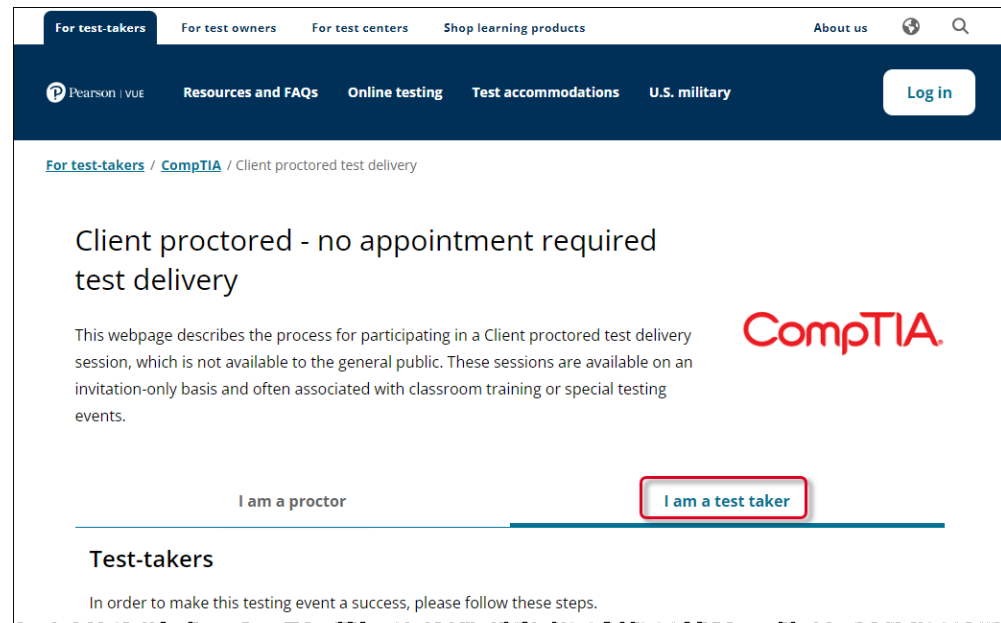 For test-takers For test owners For test centers Shop learning products About us
Pearson | VUE Resources and FAQs Online testing Test accommodations U.S. military Log in
For test-takers / CompTIA / Client proctored test delivery
Client proctored - no appointment required
test delivery
This webpage describes the process for participating in a Client proctored test delivery
session, which is not available to the general public. These sessions are available on an
invitation-only basis and often associated with classroom training or special testing
events.
CompTIA.
I am a proctor I am a test taker
Test-takers
In order to make this testing event a success, please follow these steps.